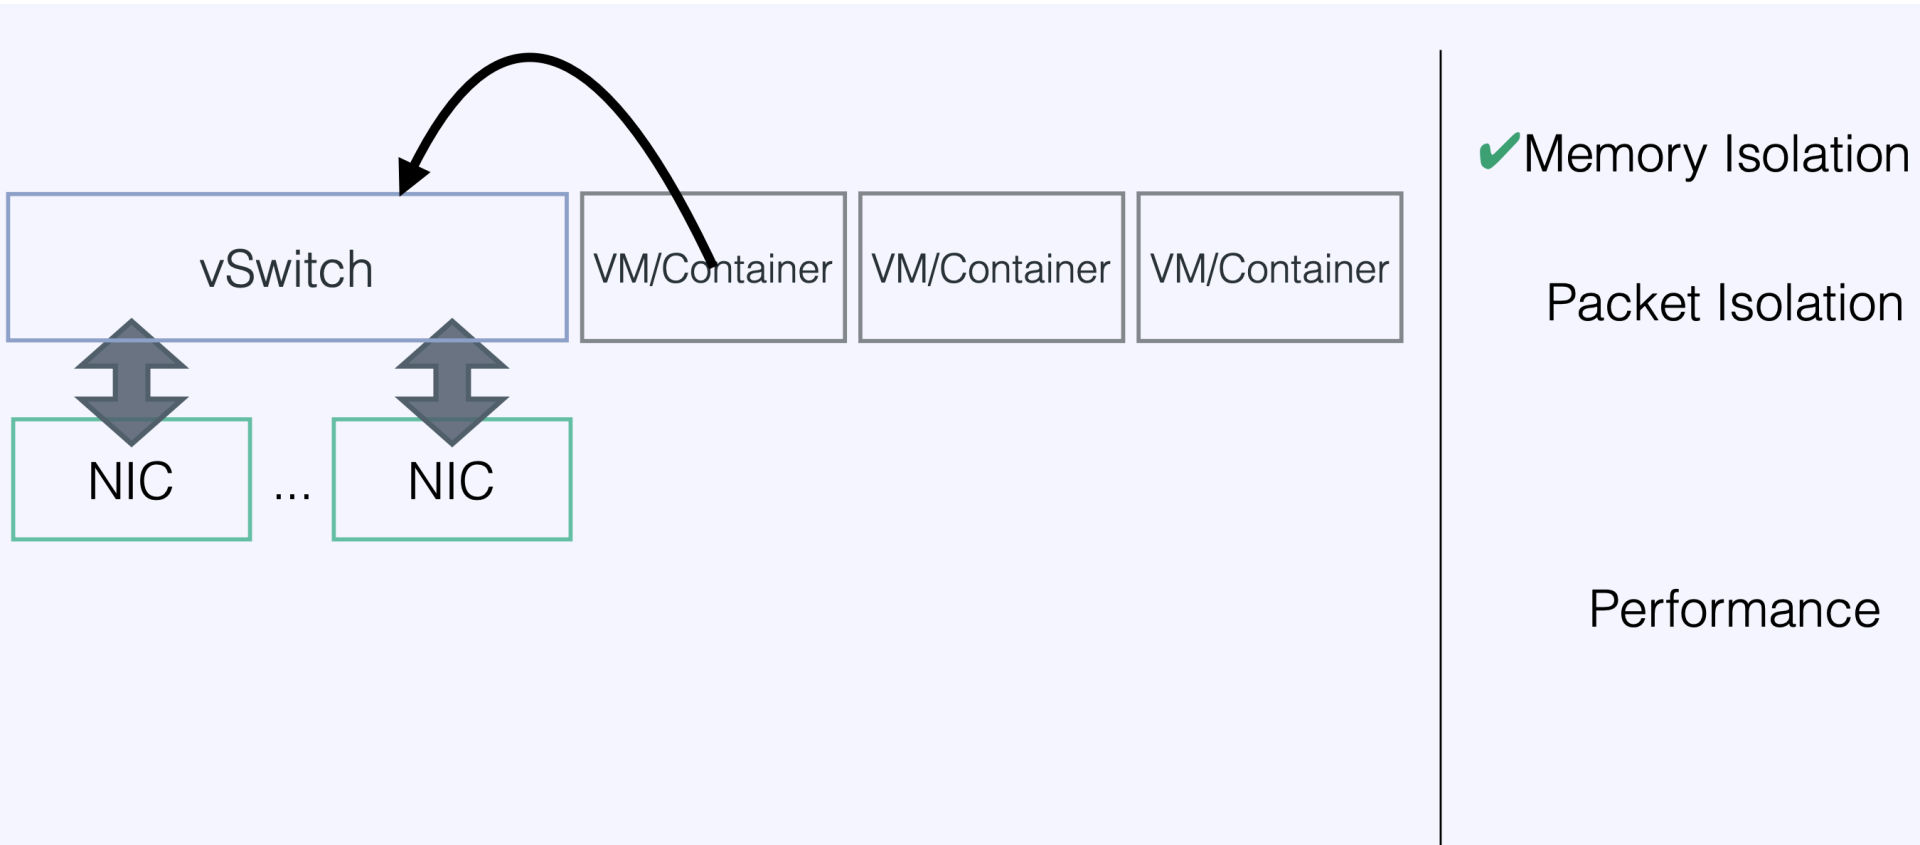 vSwitch
VM/Container
VM/Container
VM/Container
NIC
...
NIC
✔Memory Isolation
Packet Isolation
Performance